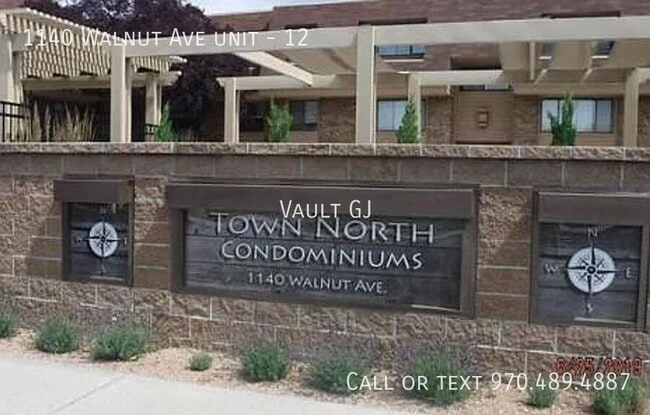 1140 Walnut Ave unit - 12
Vault GJ
Town North
Condominiums
1140 Walnut Ave.
N
W E
S
N
W E
S
Call or text 970.489.4887